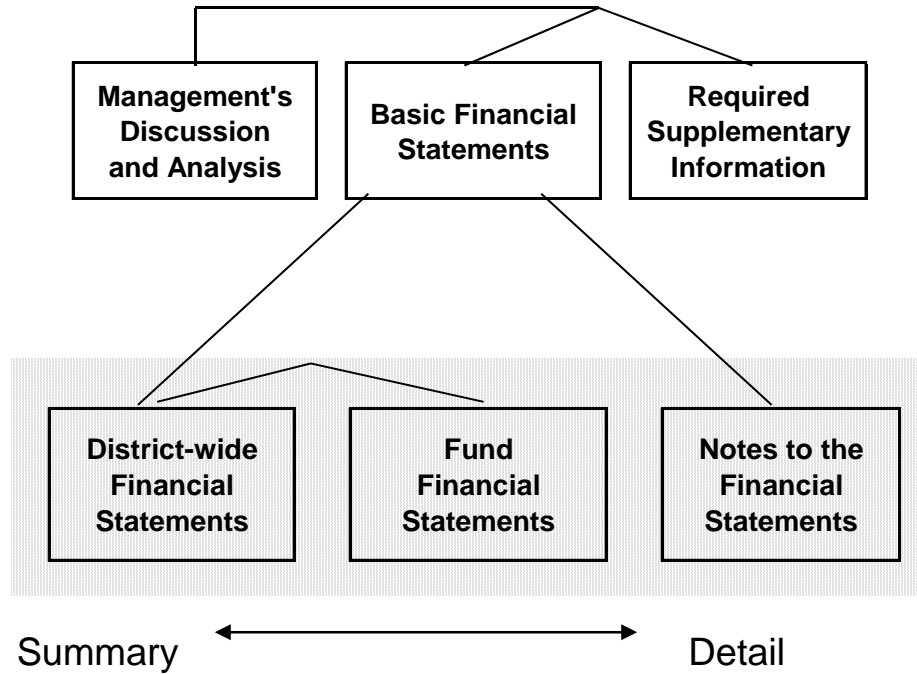 Management's
Discussion
and Analysis
Basic Financial
Statements
Required
Supplementary
Information
District-wide
Financial
Statements
Fund
Financial
Statements
Notes to the
Financial
Statements
Summary
Detail